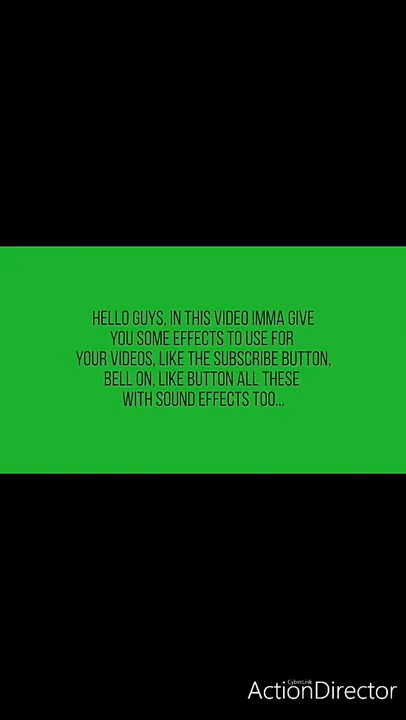 HELLO GUYS, IN THIS VIDEO IMMA GIVE
YOU SOME EFFECTS TO USE FOR
YOUR VIDEOS, LIKE THE SUBSCRIBE BUTTON,
BELL ON, LIKE BUTTON ALL THESE
WITH SOUND EFFECTS TOO...
CyberLink
ActionDirector